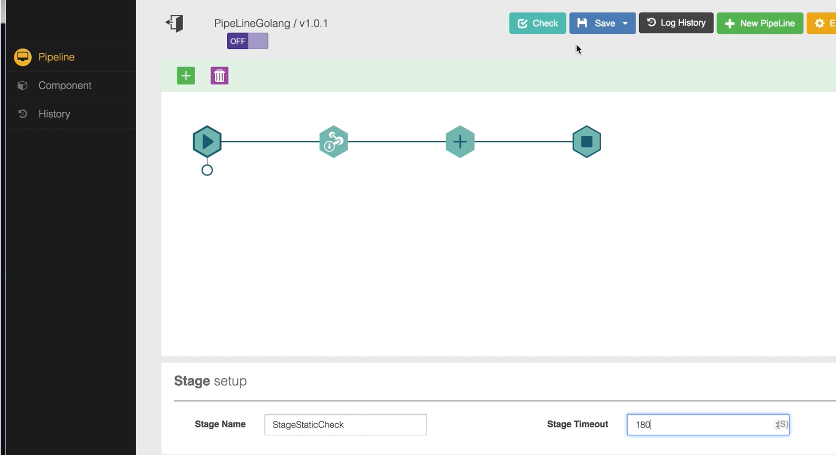 PipeLineGolang / v1.0.1
OFF
Check
Save
Log History
New PipeLine
Pipeline
Component
History
Stage setup
Stage Name
StageStaticCheck
Stage Timeout
180
(S)